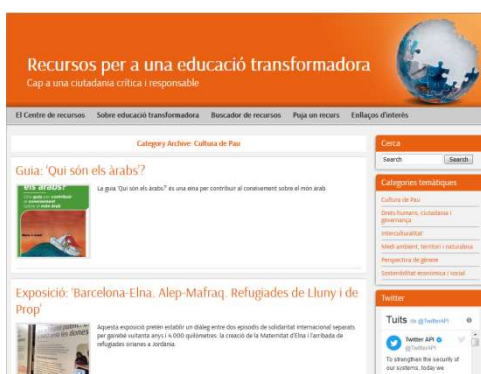 Recursos per a una educació transformadora
Cap a una ciutadania crítica i responsable
El Centre de recursos Sobre educació transformadora Buscador de recursos Puja un recurs Enllaços d'interès
Category Archive: Cultura de Pau
Guia: 'Qui són els àrabs'?
els àrabs?
La guia 'Qui són els àrabs?' és una eina per contribuir al coneixement sobre el món àrab
Exposició: 'Barcelona-Elna. Alep-Mafraq. Refugiades de Lluny i de
Prop'
Aquesta exposició pretén establir un diàleg entre dos episodis de solidaritat internacional separats
per gairebé vuitanta anys i 4.000 quilòmetres: la creació de la Maternitat d'Elna i l'arribada de
refugiades sirianes a Jordània.
Cerca
Search Search
Categories temàtiques
Cultura de Pau
Drets humans, ciutadania i
governança
Interculturalitat
Medi ambient, territori i naturalesa
Perspectiva de gènere
Sostenibilitat econòmica i social
Twitter
Tuits de @TwitterAPI
Twitter API
@TwitterAPI
To strengthen the security of
our systems, today we